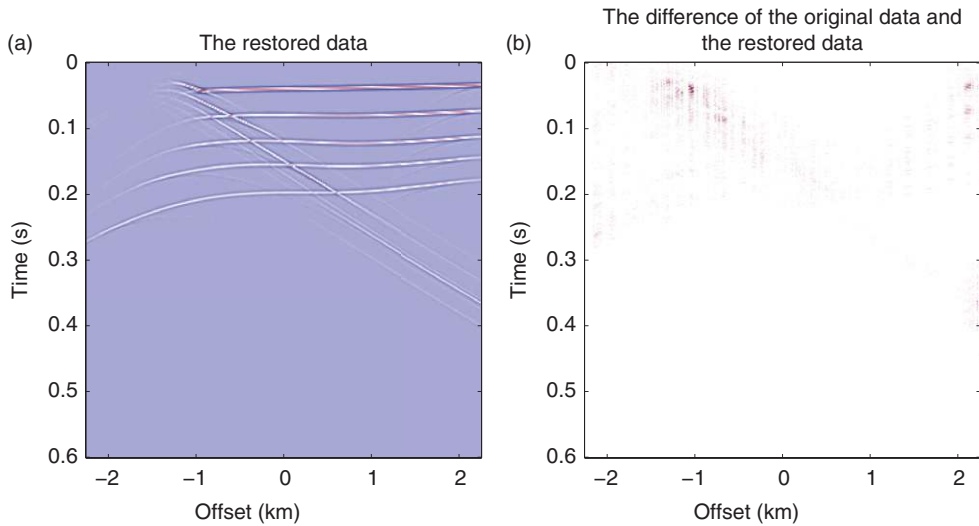 (a)
The restored data
0
0.1
0.2
0.3
0.4
0.5
0.6
Time (s)
−2
−1
0
1
2
Offset (km)
(b)
The difference of the original data and
the restored data
0
0.1
0.2
0.3
0.4
0.5
0.6
Time (s)
−2
−1
0
1
2
Offset (km)